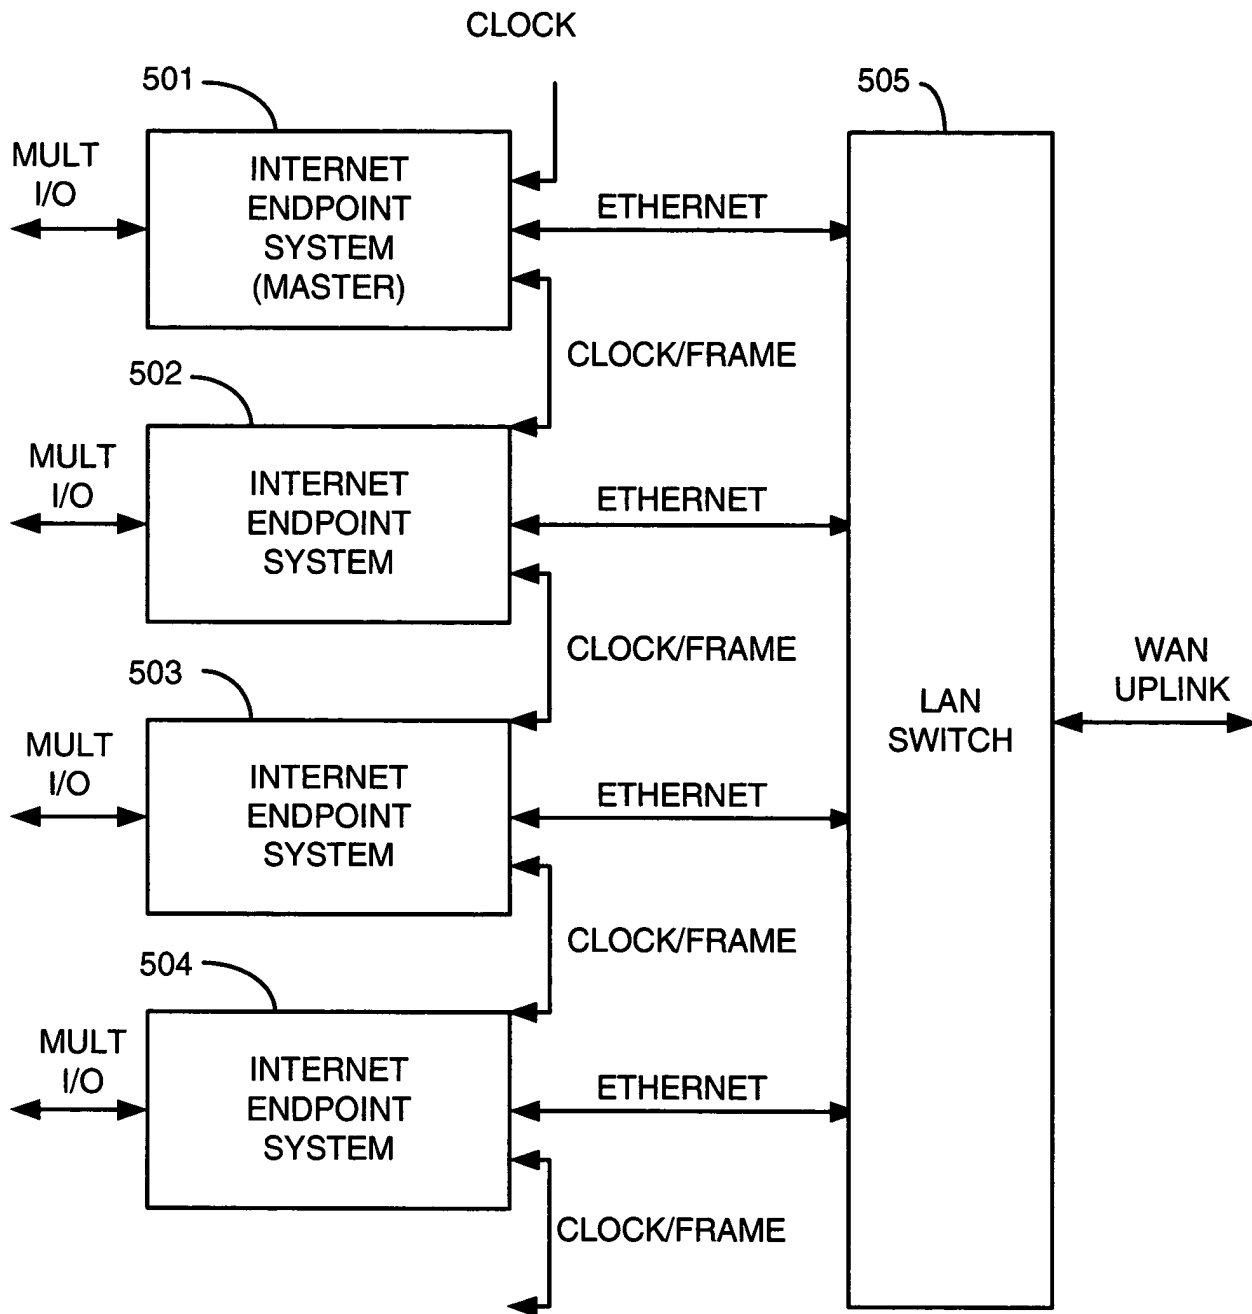 CLOCK
501
505
MULT
I/O
INTERNET
ENDPOINT
SYSTEM
(MASTER)
ETHERNET
CLOCK/FRAME
502
MULT
I/O
INTERNET
ENDPOINT
SYSTEM
ETHERNET
CLOCK/FRAME
503
MULT
I/O
INTERNET
ENDPOINT
SYSTEM
ETHERNET
LAN
SWITCH
WAN
UPLINK
CLOCK/FRAME
504
MULT
I/O
INTERNET
ENDPOINT
SYSTEM
ETHERNET
CLOCK/FRAME